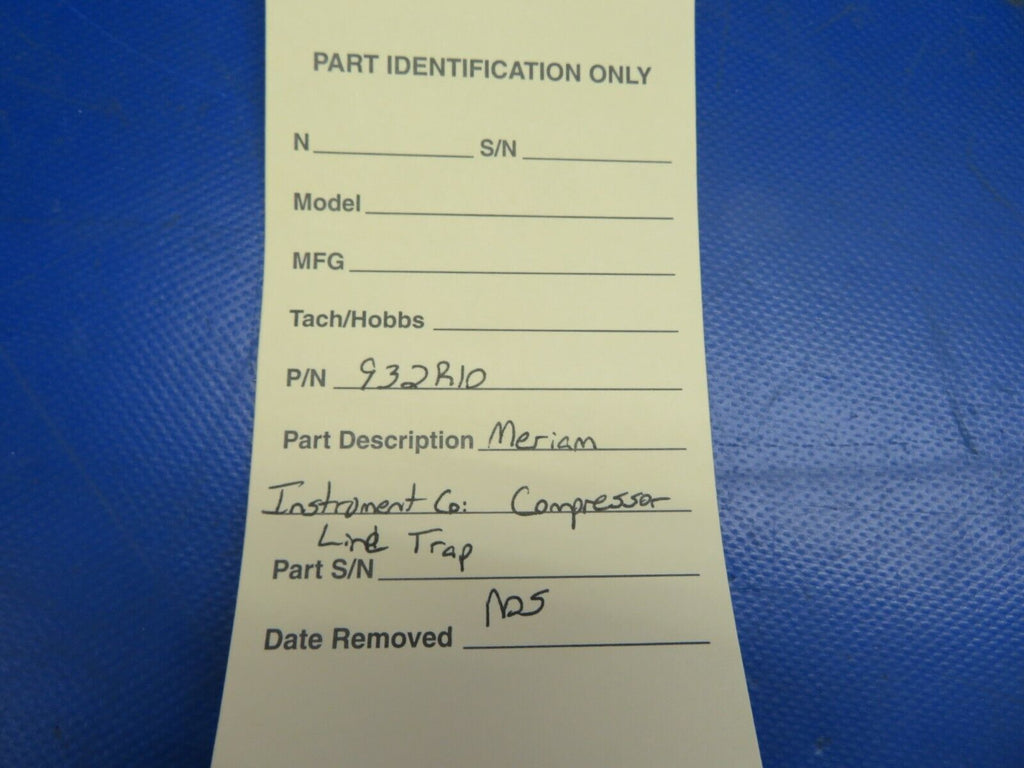 PART IDENTIFICATION ONLY
N S/N
Model
MFG
Tach/Hobbs
P/N 932R10
Part Description Meriam
Instrument Co: Compressor
Line Trap
Part S/N
NOS
Date Removed